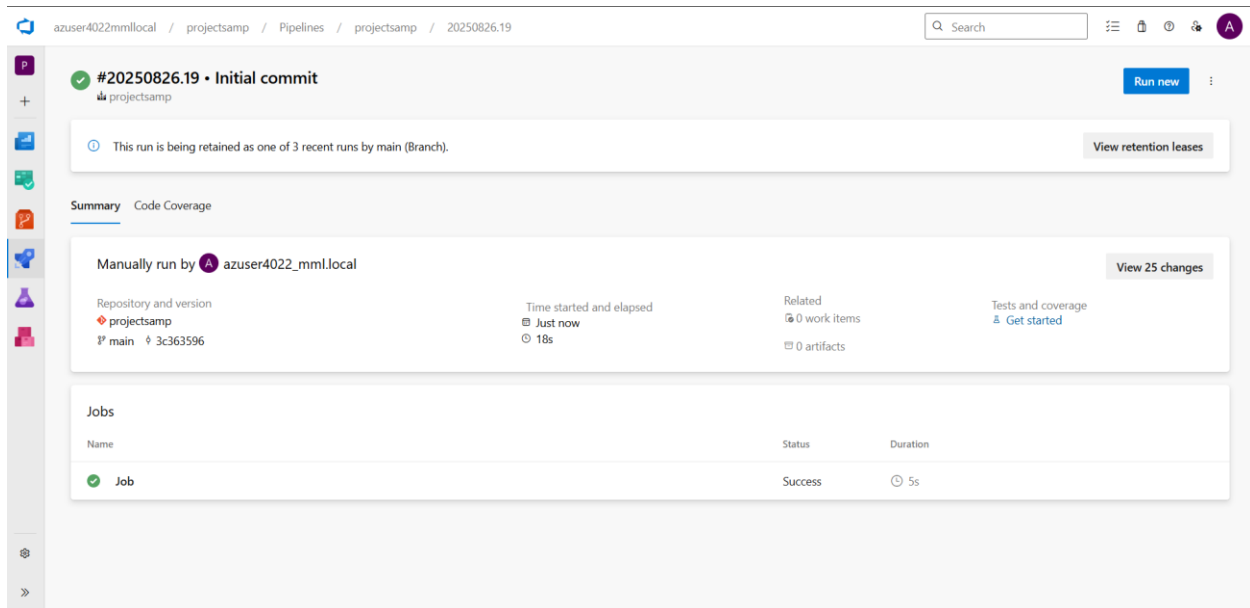 azuser4022mmllocal / projectsamp / Pipelines / projectsamp / 20250826.19
Search
A
P
#20250826.19 • Initial commit
projectsamp
Run new
This run is being retained as one of 3 recent runs by main (Branch).
View retention leases
Summary Code Coverage
Manually run by A azuser4022_mml.local
View 25 changes
Repository and version
projectsamp
main 3c363596
Time started and elapsed
Just now
18s
Related
0 work items
0 artifacts
Tests and coverage
Get started
Jobs
Name Status Duration
Job Success 5s